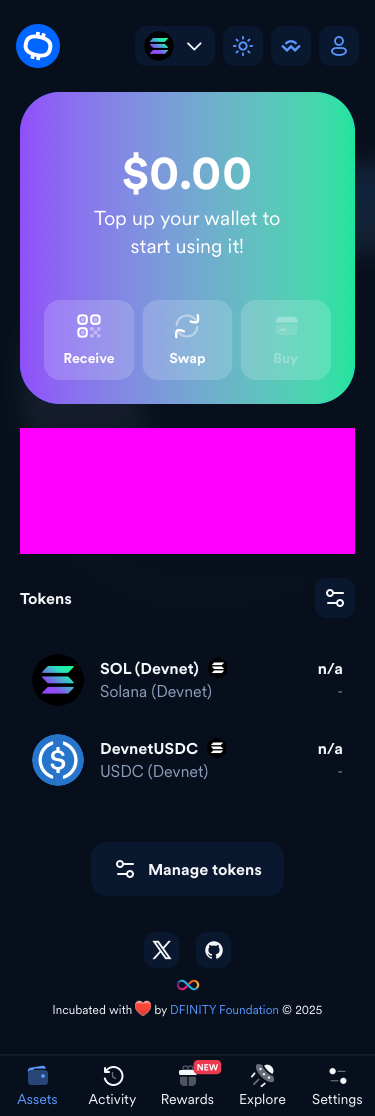 $0.00
Top up your wallet to
start using it!
Receive
Swap
Buy
Tokens
SOL (Devnet)
n/a
Solana (Devnet)
-
DevnetUSDC
n/a
USDC (Devnet)
-
Manage tokens
Incubated with ❤️ by DFINITY Foundation © 2025
NEW
Assets
Activity
Rewards
Explore
Settings